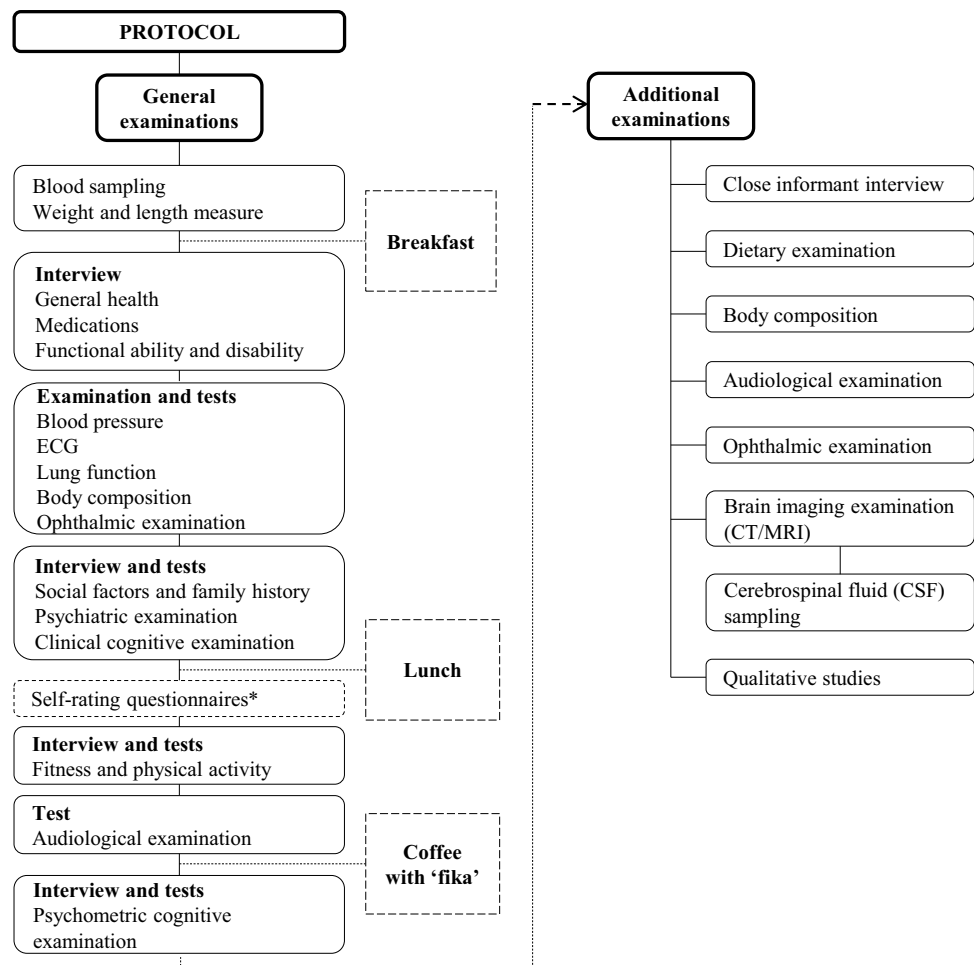 PROTOCOL
General
examinations
Blood sampling
Weight and length measure
Breakfast
Interview
General health
Medications
Functional ability and disability
Examination and tests
Blood pressure
ECG
Lung function
Body composition
Ophthalmic examination
Interview and tests
Social factors and family history
Psychiatric examination
Clinical cognitive examination
Lunch
Self-rating questionnaires*
Interview and tests
Fitness and physical activity
Test
Audiological examination
Coffee
with ‘fika’
Interview and tests
Psychometric cognitive
examination
Additional
examinations
Close informant interview
Dietary examination
Body composition
Audiological examination
Ophthalmic examination
Brain imaging examination
(CT/MRI)
Cerebrospinal fluid (CSF)
sampling
Qualitative studies